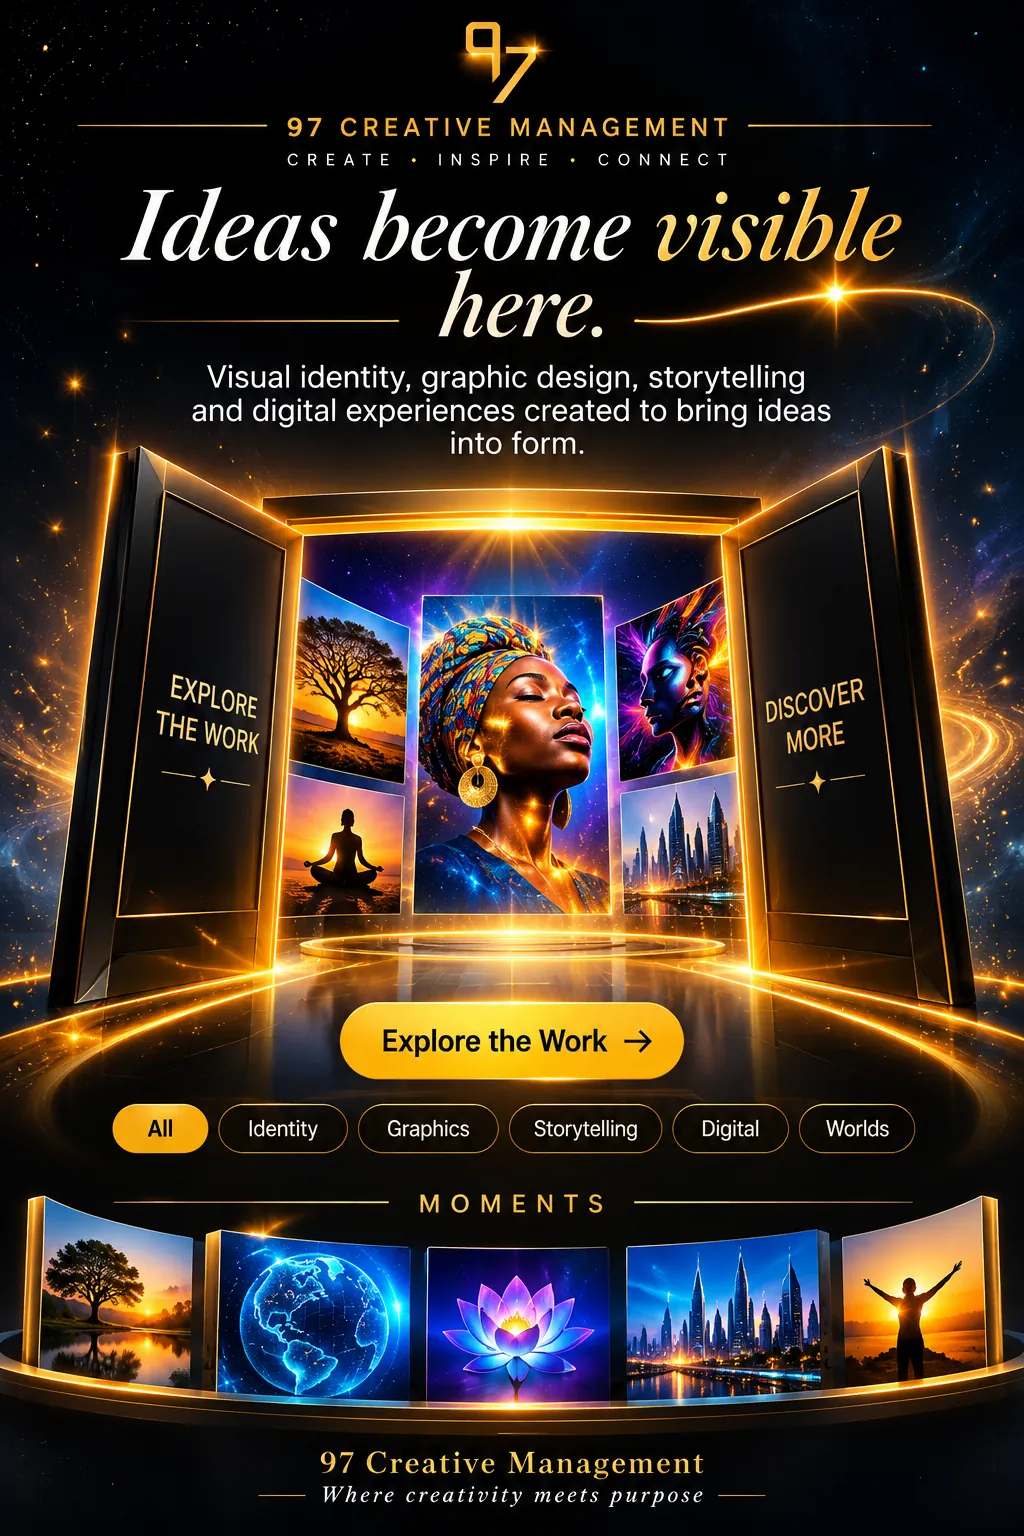 97
97 CREATIVE MANAGEMENT
CREATE • INSPIRE • CONNECT
Ideas become visible
here.
Visual identity, graphic design, storytelling
and digital experiences created to bring ideas
into form.
EXPLORE
THE WORK
DISCOVER
MORE
Explore the Work →
All
Identity
Graphics
Storytelling
Digital
Worlds
MOMENTS
97 Creative Management
Where creativity meets purpose